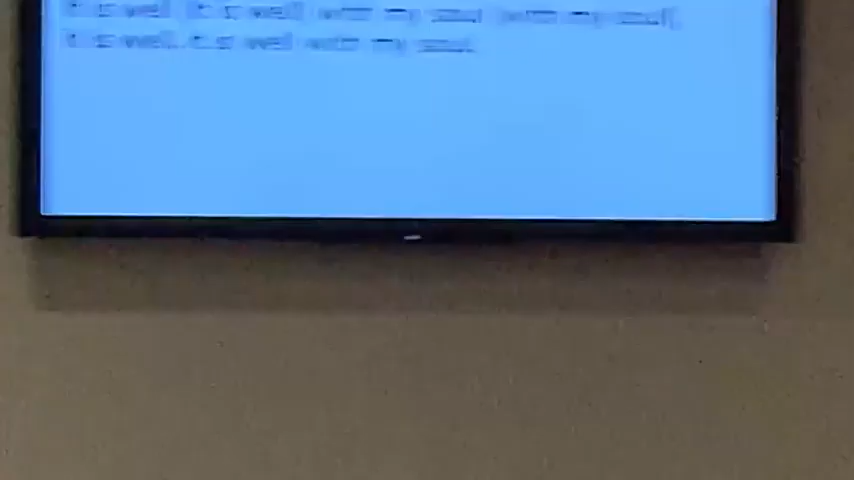 it is well (it is well) with my soul (with my soul),
it is well, it is well with my soul.